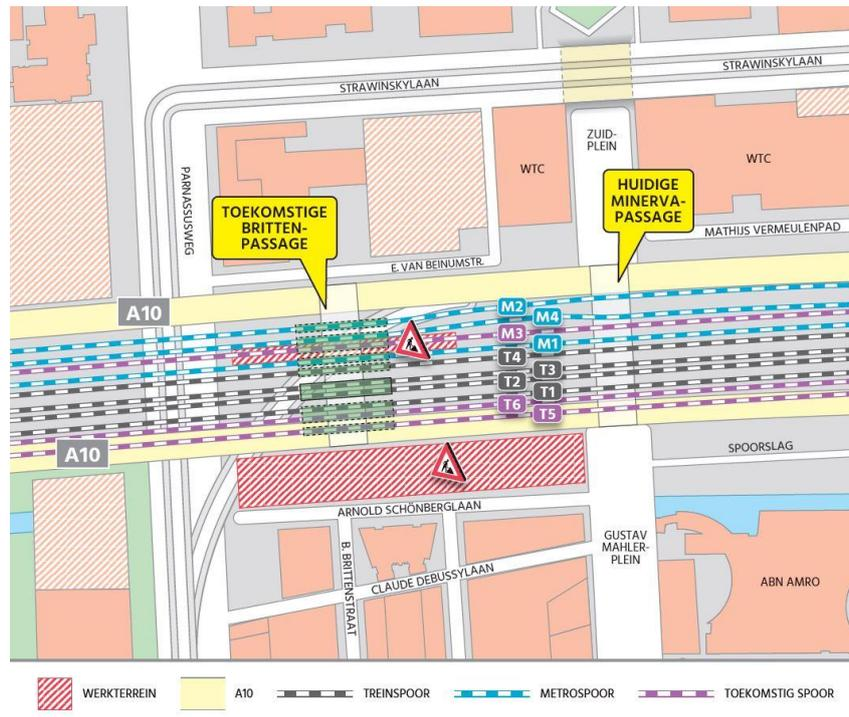 STRAWINSKYLAAN
STRAWINSKYLAAN
ZUID-
PLEIN
WTC
WTC
PARNASSUSWEG
TOEKOMSTIGE
BRITTEN-
PASSAGE
HUIDIGE
MINERVA-
PASSAGE
MATHIJS VERMEULENPAD
E. VAN BEINUMSTR.
A10
M2
M4
M3
M1
T4
T3
T2
T1
T6
T5
A10
SPOORSLAG
ARNOLD SCHÖNBERGLAAN
GUSTAV
MAHLER-
PLEIN
B. BRITTENSTRAAT
CLAUDE DEBUSSYLAAN
ABN AMRO
WERKTERREIN
A10
TREINSPOOR
METROSPOOR
TOEKOMSTIG SPOOR